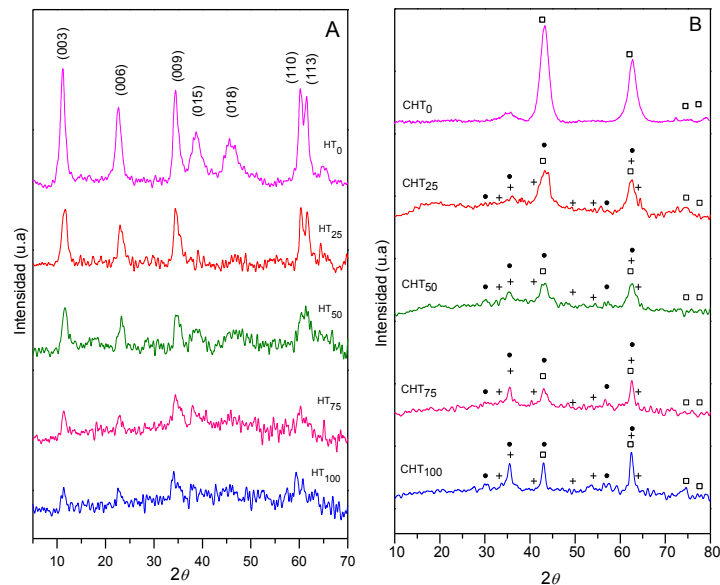 A
(003)
(006)
(009)
(015)
(018)
(110)
(113)
HT0
HT25
HT50
HT75
HT100
Intensidad (u.a)
10 20 30 40 50 60 70
2θ
B
CHT0
CHT25
CHT50
CHT75
CHT100
Intensidad (u.a)
10 20 30 40 50 60 70 80
2θ